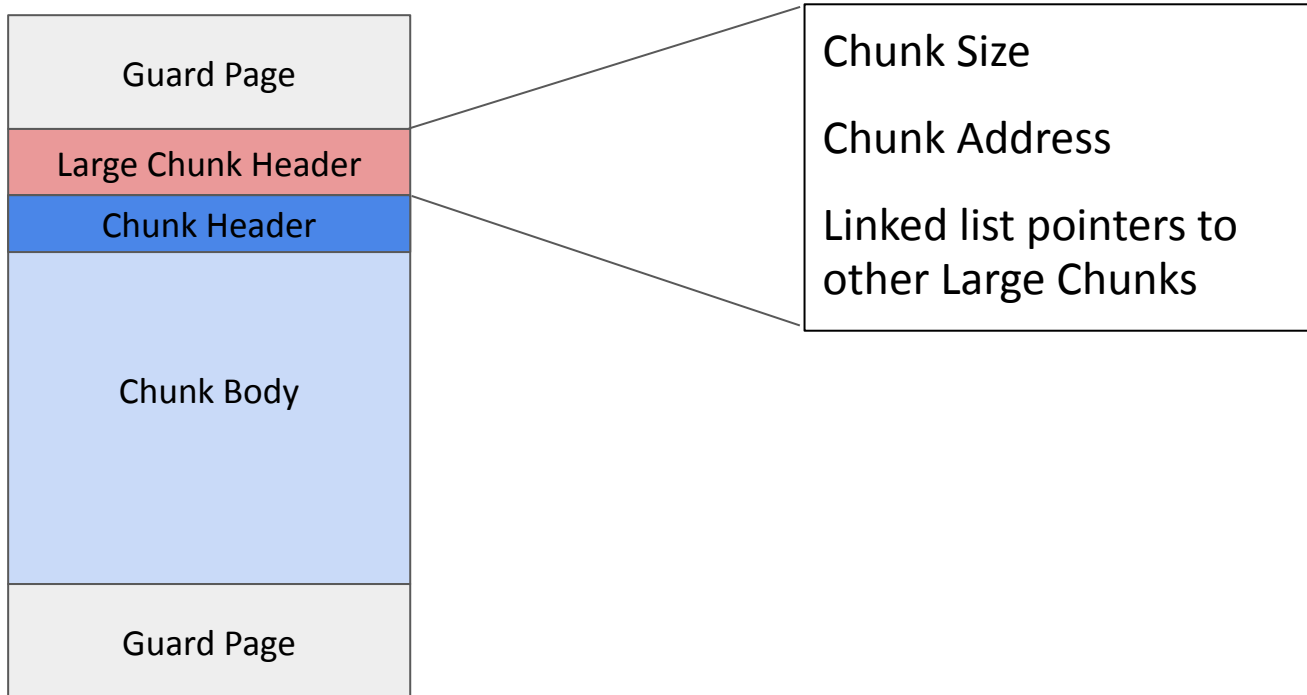 Guard Page
Large Chunk Header
Chunk Header
Chunk Body
Guard Page
Chunk Size
Chunk Address
Linked list pointers to
other Large Chunks